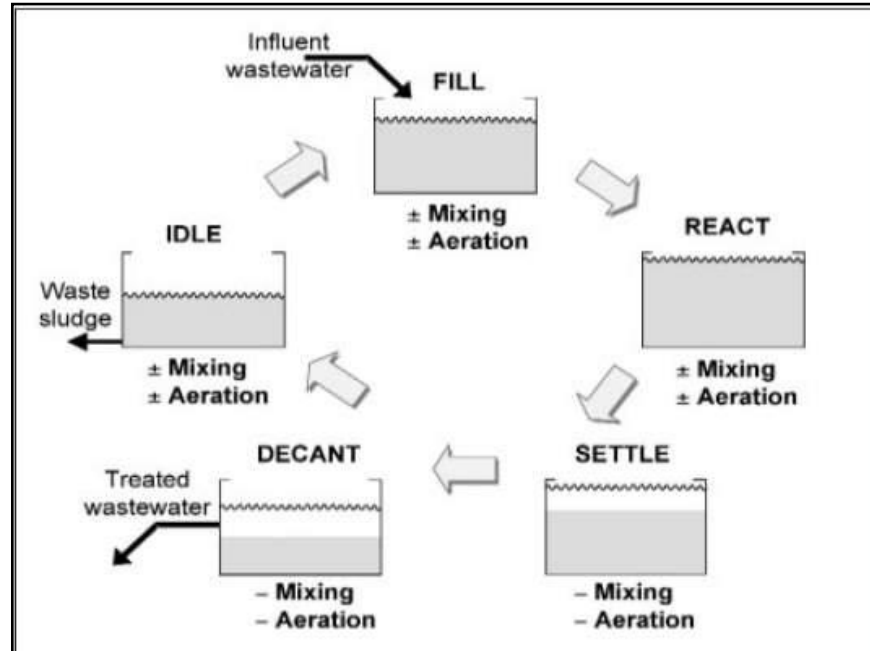 Influent
wastewater
FILL
± Mixing
± Aeration
REACT
± Mixing
± Aeration
SETTLE
– Mixing
– Aeration
DECANT
Treated
wastewater
– Mixing
– Aeration
IDLE
Waste
sludge
± Mixing
± Aeration